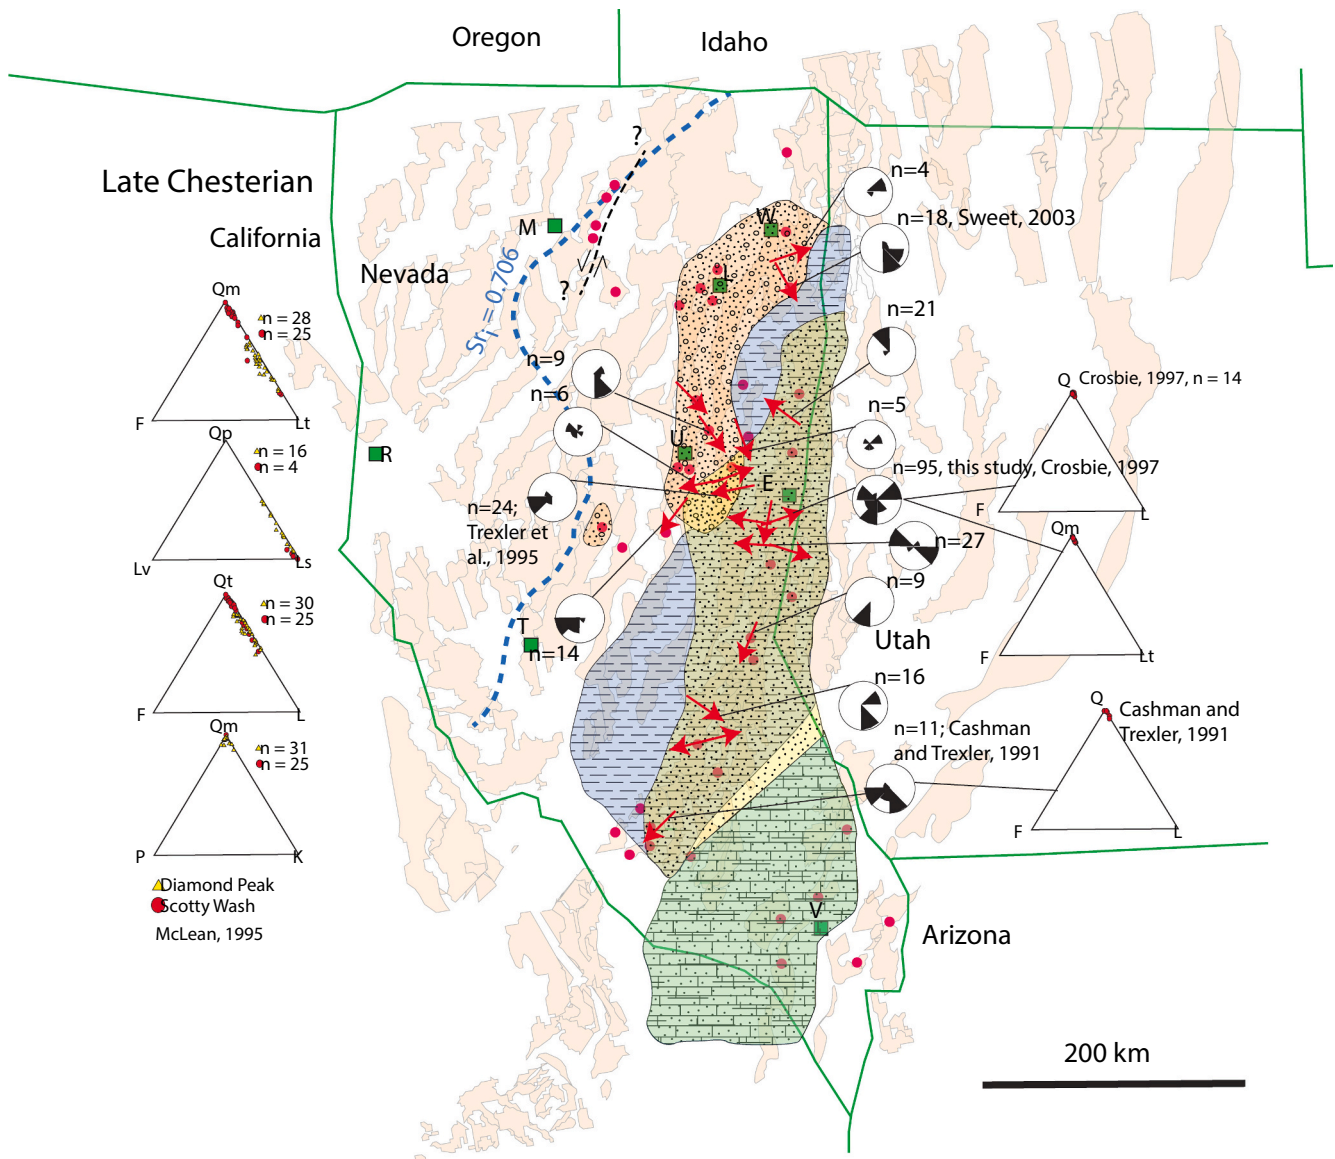 Oregon
Idaho
Late Chesterian
California
Nevada
Utah
Arizona
Sri = 0.706
?
?
M
W
L
U
E
R
T
V
n=4
n=18, Sweet, 2003
n=21
n=9
n=6
n=5
n=95, this study, Crosbie, 1997
n=24;
Trexler et
al., 1995
n=27
n=9
n=14
n=16
n=11; Cashman
and Trexler, 1991
Qm
n = 28
n = 25
F
Lt
Qp
n = 16
n = 4
Lv
Ls
Qt
n = 30
n = 25
F
L
Qm
n = 31
n = 25
P
K
Diamond Peak
Scotty Wash
McLean, 1995
Q
Crosbie, 1997, n = 14
F
L
Qm
F
Lt
Q
Cashman and
Trexler, 1991
F
L
200 km